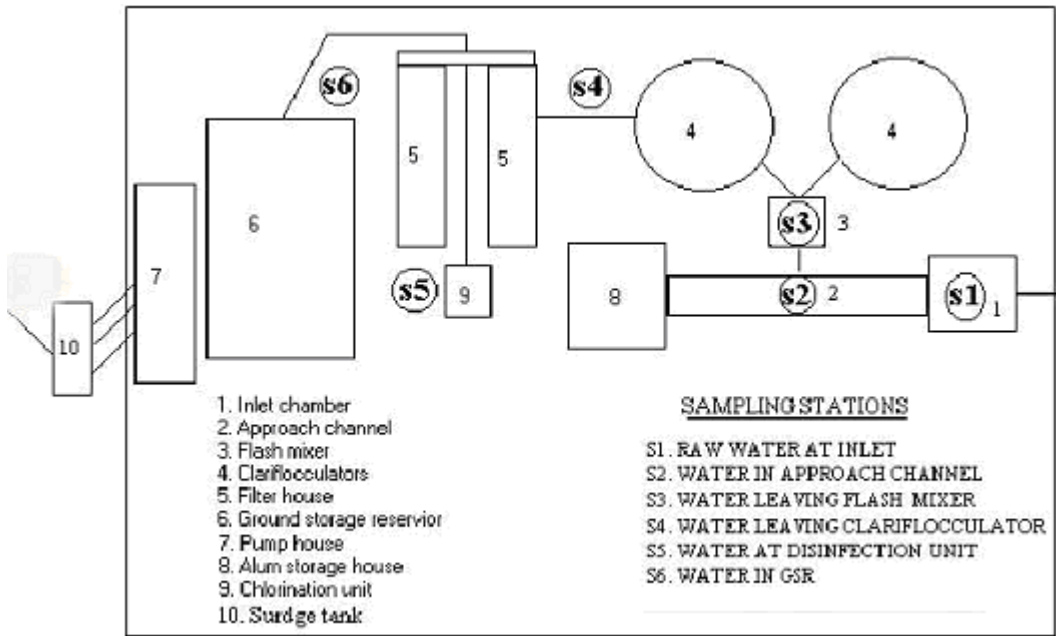 s6
s4
4
4
5
5
6
s3
3
7
s5
9
8
s2
2
s1
1
10
1. Inlet chamber
2. Approach channel
3. Flash mixer
4. Clariflocculators
5. Filter house
6. Ground storage reservior
7. Pump house
8. Alum storage house
9. Chlorination unit
10. Surdge tank
SAMPLING STATIONS
S1. RAW WATER AT INLET
S2. WATER IN APPROACH CHANNEL
S3. WATER LEAVING FLASH MIXER
S4. WATER LEAVING CLARIFLOCCULATOR
S5. WATER AT DISINFECTION UNIT
S6. WATER IN GSR